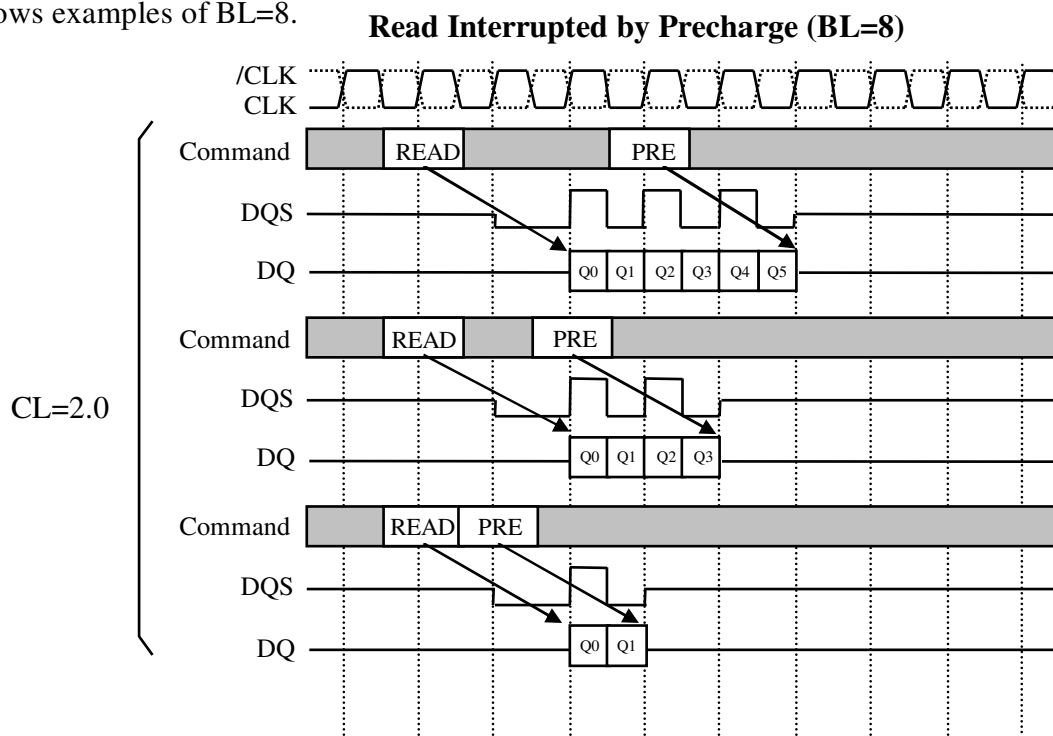 ows examples of BL=8.
Read Interrupted by Precharge (BL=8)
/CLK
CLK
Command READ PRE
DQS
DQ Q0 Q1 Q2 Q3 Q4 Q5
Command READ PRE
CL=2.0
DQS
DQ Q0 Q1 Q2 Q3
Command READ PRE
DQS
DQ Q0 Q1